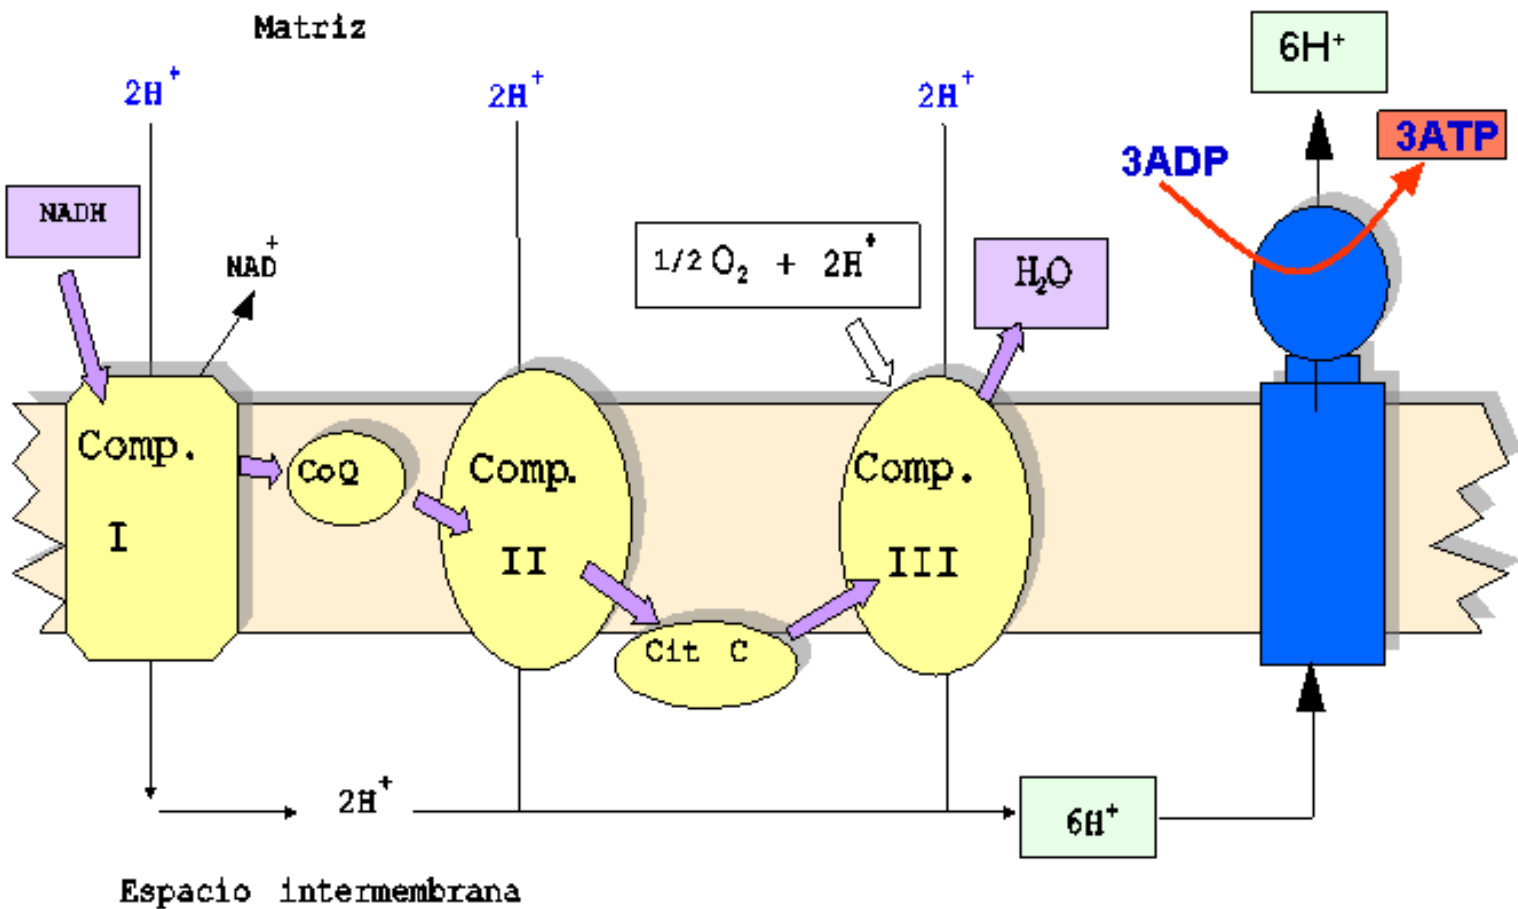 Matriz
6H⁺
2H⁺
2H⁺
2H⁺
3ADP
3ATP
NADH
NAD⁺
1/2 O₂ + 2H⁺
H₂O
Comp.
I
CoQ
Comp.
II
Comp.
III
Cit C
2H⁺
6H⁺
Espacio intermembrana